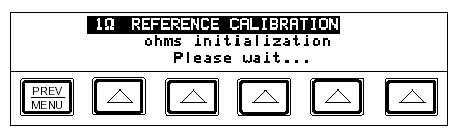 1Ω REFERENCE CALIBRATION
ohms initialization
Please wait...
PREV
MENU